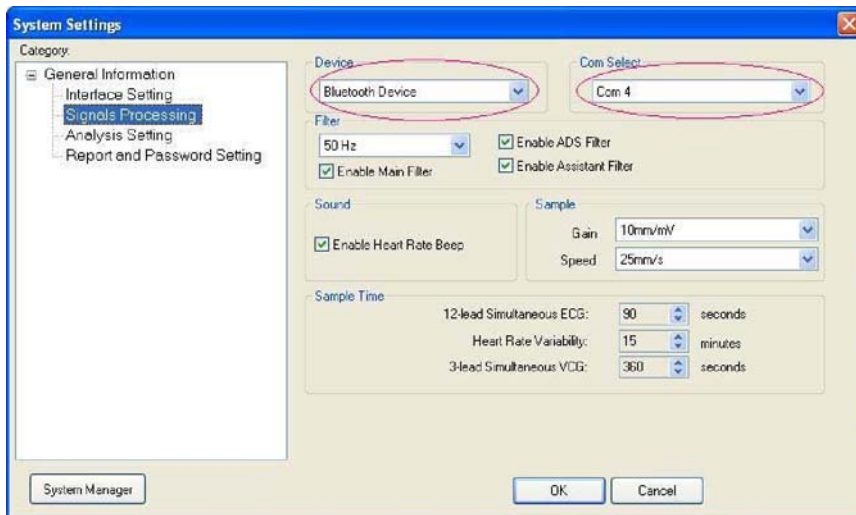 System Settings
Category:
General Information
Interface Setting
Signals Processing
Analysis Setting
Report and Password Setting
System Manager
Device
Bluetooth Device
Com Select
Com 4
Filter
50 Hz
Enable Main Filter
Enable ADS Filter
Enable Assistant Filter
Sound
Enable Heart Rate Beep
Sample
Gain 10mm/mV
Speed 25mm/s
Sample Time
12-lead Simultaneous ECG: 90 seconds
Heart Rate Variability: 15 minutes
3-lead Simultaneous VCG: 360 seconds
OK Cancel